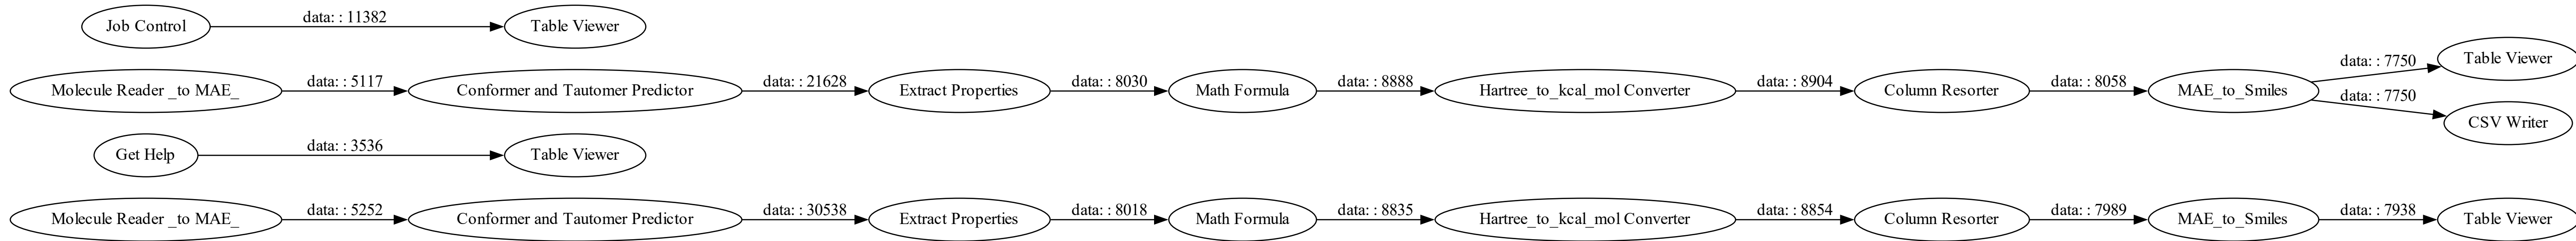 Job Control
data: : 11382
Table Viewer
Molecule Reader _to MAE_
data: : 5117
Conformer and Tautomer Predictor
data: : 21628
Extract Properties
data: : 8030
Math Formula
data: : 8888
Hartree_to_kcal_mol Converter
data: : 8904
Column Resorter
data: : 8058
MAE_to_Smiles
data: : 7750
Table Viewer
data: : 7750
CSV Writer
Get Help
data: : 3536
Table Viewer
Molecule Reader _to MAE_
data: : 5252
Conformer and Tautomer Predictor
data: : 30538
Extract Properties
data: : 8018
Math Formula
data: : 8835
Hartree_to_kcal_mol Converter
data: : 8854
Column Resorter
data: : 7989
MAE_to_Smiles
data: : 7938
Table Viewer